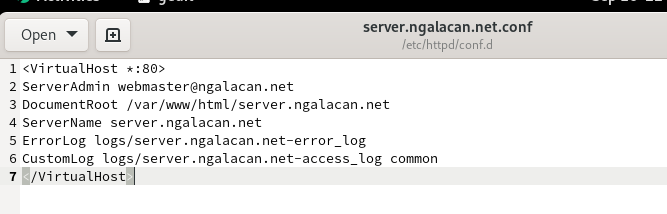 Open
server.ngalacan.net.conf
/etc/httpd/conf.d
1 <VirtualHost *:80>
2 ServerAdmin webmaster@ngalacan.net
3 DocumentRoot /var/www/html/server.ngalacan.net
4 ServerName server.ngalacan.net
5 ErrorLog logs/server.ngalacan.net-error_log
6 CustomLog logs/server.ngalacan.net-access_log common
7 </VirtualHost>